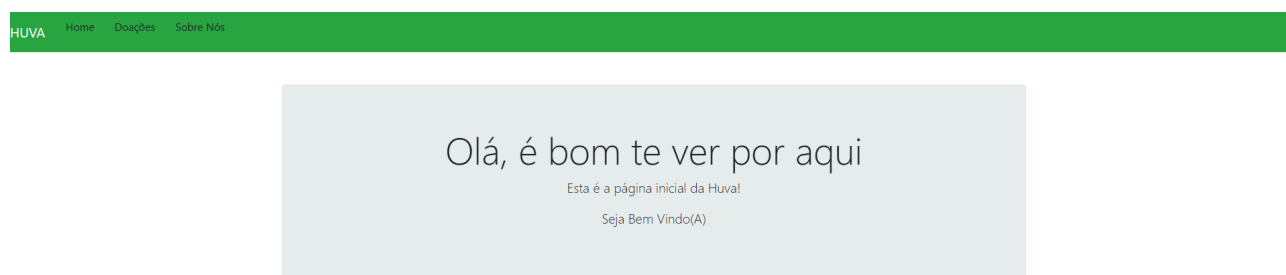 HUVA Home Doações Sobre Nós
Olá, é bom te ver por aqui
Esta é a página inicial da Huva!
Seja Bem Vindo(A)